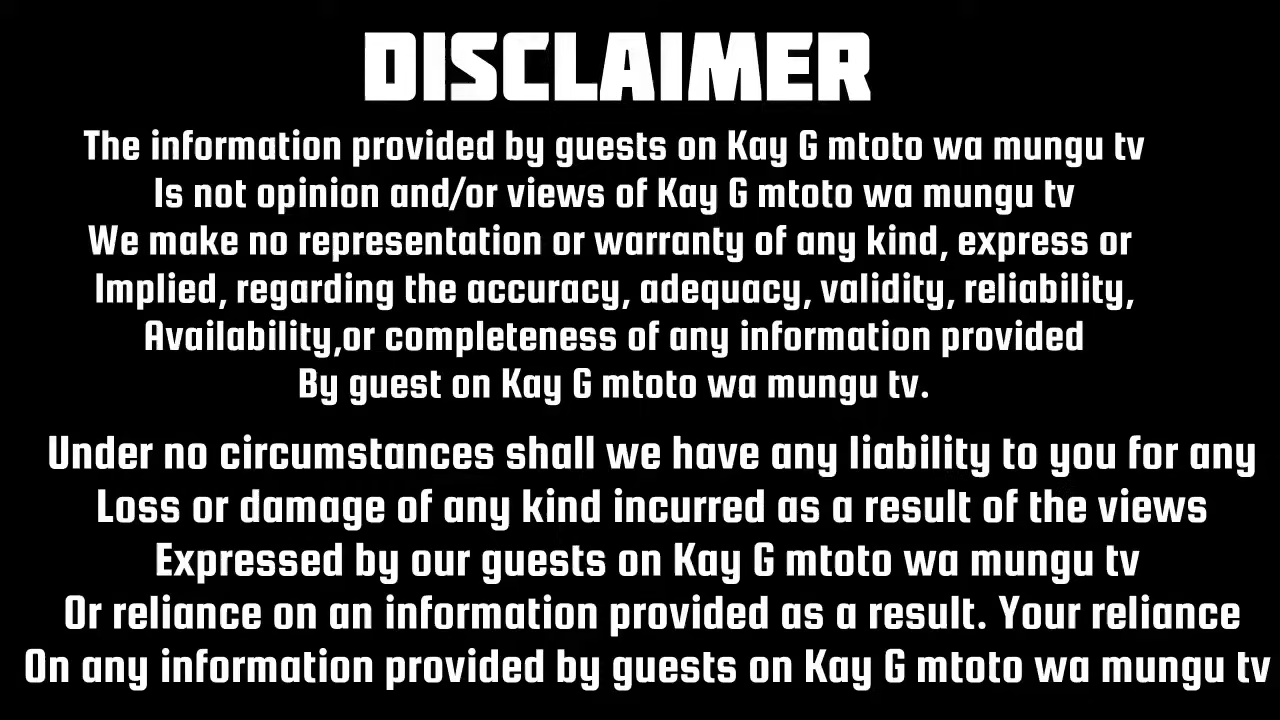 DISCLAIMER
The information provided by guests on Kay G mtoto wa mungu tv
Is not opinion and/or views of Kay G mtoto wa mungu tv
We make no representation or warranty of any kind, express or
Implied, regarding the accuracy, adequacy, validity, reliability,
Availability,or completeness of any information provided
By guest on Kay G mtoto wa mungu tv.
Under no circumstances shall we have any liability to you for any
Loss or damage of any kind incurred as a result of the views
Expressed by our guests on Kay G mtoto wa mungu tv
Or reliance on an information provided as a result. Your reliance
On any information provided by guests on Kay G mtoto wa mungu tv